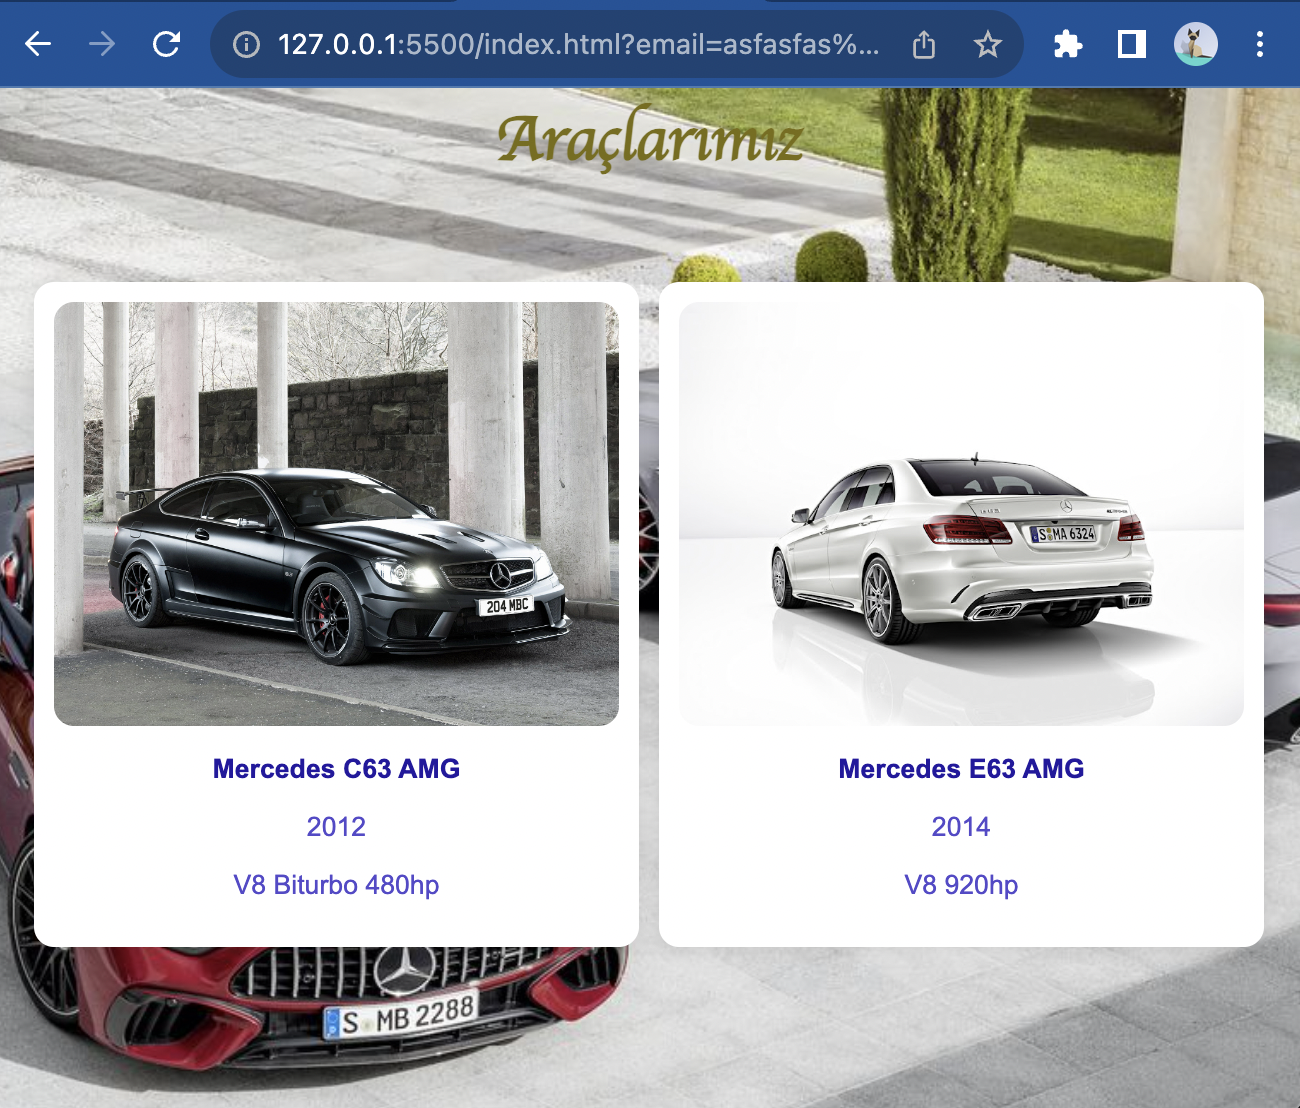 127.0.0.1:5500/index.html?email=asfasfas%...
Araçlarımız
204 MBC
S MA 6324
Mercedes C63 AMG
2012
V8 Biturbo 480hp
Mercedes E63 AMG
2014
V8 920hp
S MB 2288